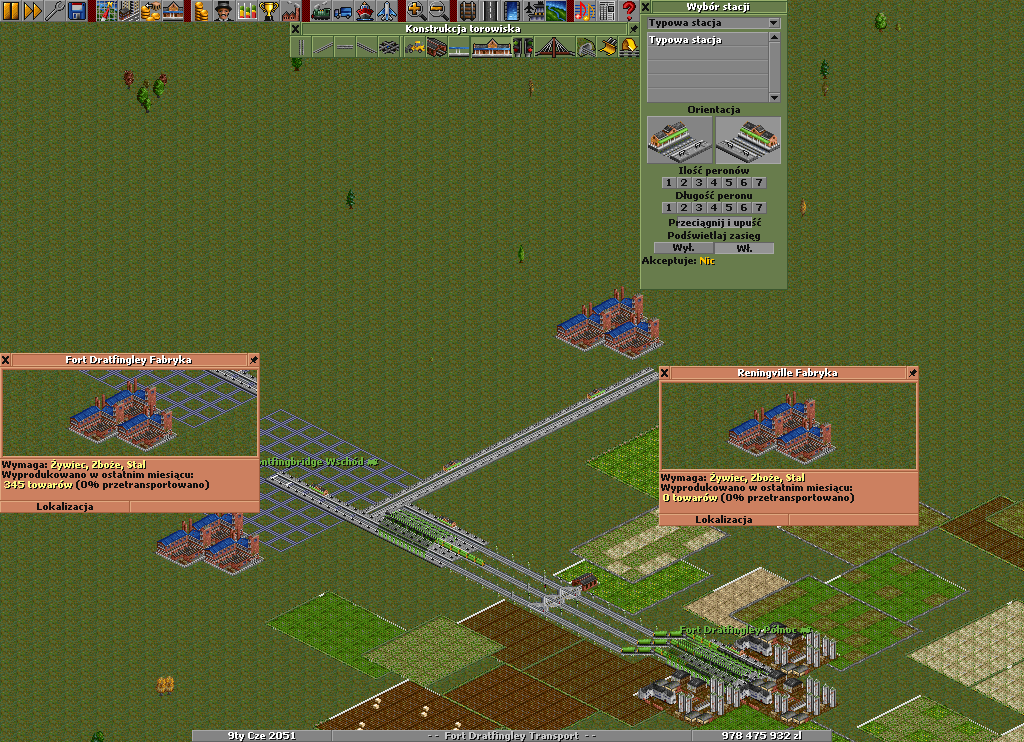 Wybór stacji
Konstrukcja torowiska
Typowa stacja
Typowa stacja
Orientacja
Ilość peronów
1 2 3 4 5 6 7
Długość peronu
1 2 3 4 5 6 7
Przeciągnij i upuść
Podświetlaj zasięg
Wył. Wł.
Akceptuje: Nic
Fort Dratfingley Fabryka
Wymaga: Żywiec, Zboże, Stal
Wyprodukowano w ostatnim miesiącu:
345 towarów (0% przetransportowano)
Lokalizacja
Reningville Fabryka
Wymaga: Żywiec, Zboże, Stal
Wyprodukowano w ostatnim miesiącu:
0 towarów (0% przetransportowano)
Lokalizacja
ntfingbridge Wschód
Fort Dratfingley Północ
9ty Cze 2051
-- Fort Dratfingley Transport --
978 475 932 zł